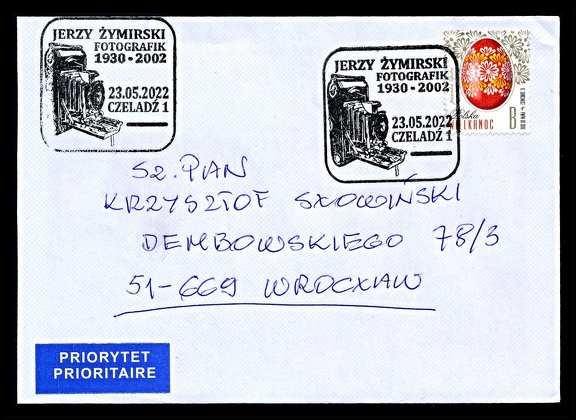 JERZY ŻYMIRSKI
FOTOGRAFIK
1930-2002
23.05.2022
CZELADŹ 1
JERZY ŻYMIRSKI
FOTOGRAFIK
1930-2002
23.05.2022
CZELADŹ 1
Polska
WIELKANOC
B
SZ. PAN
KRZYSZTOF SŁOWIŃSKI
DEMBOWSKIEGO 78/3
51-669 WROCŁAW
PRIORYTET
PRIORITAIRE